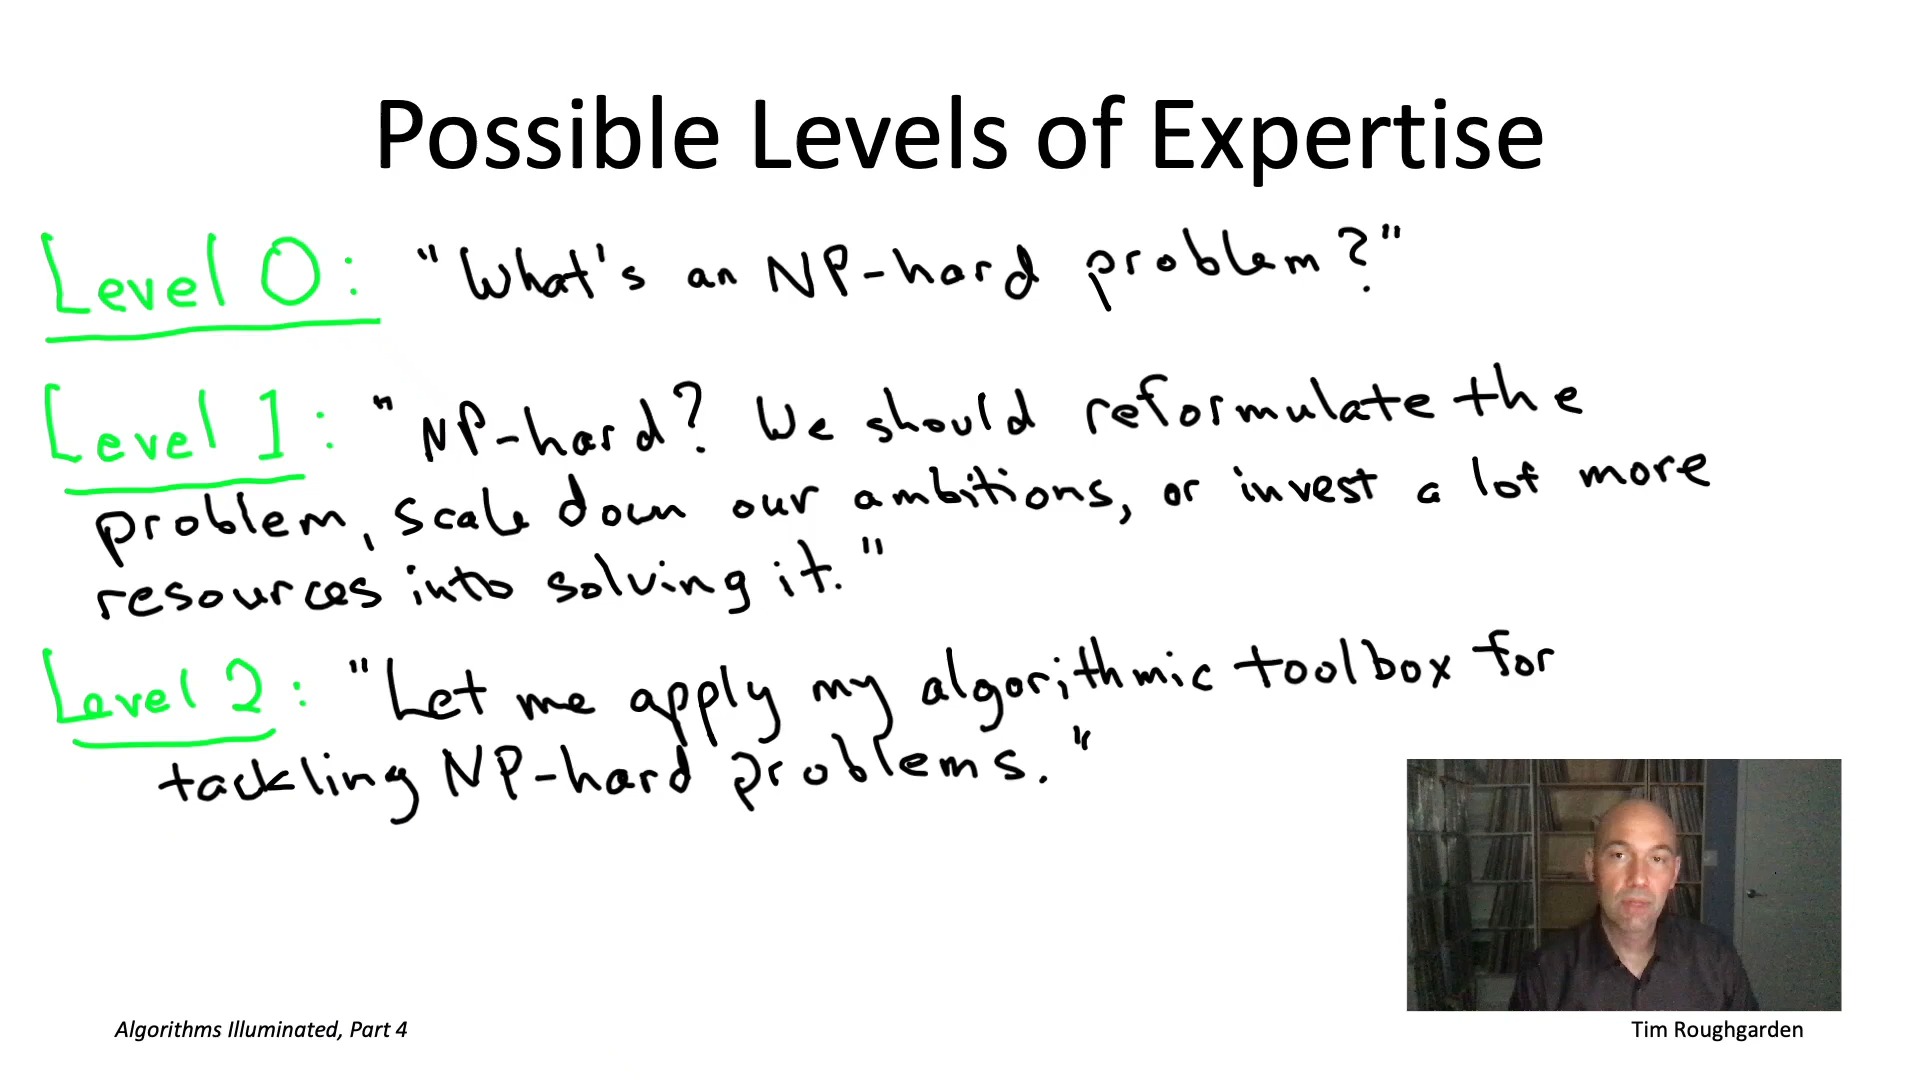 Possible Levels of Expertise
Level 0: "What's an NP-hard problem?"
Level 1: "NP-hard? We should reformulate the
problem, scale down our ambitions, or invest a lot more
resources into solving it."
Level 2: "Let me apply my algorithmic toolbox for
tackling NP-hard problems."
Algorithms Illuminated, Part 4
Tim Roughgarden